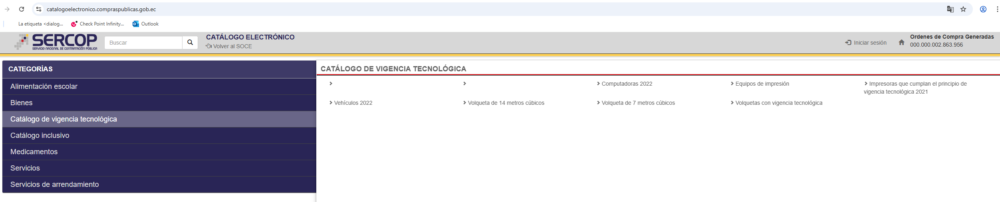 catalogoelectronico.compraspublicas.gob.ec
La etiqueta <dialog... Check Point Infinity... Outlook
SERCOP
SERVICIO NACIONAL DE CONTRATACIÓN PÚBLICA
Buscar
CATÁLOGO ELECTRÓNICO
Volver al SOCE
Iniciar sesión
Ordenes de Compra Generadas
000.000.002.863.956
CATEGORÍAS
Alimentación escolar
Bienes
Catálogo de vigencia tecnológica
Catálogo inclusivo
Medicamentos
Servicios
Servicios de arrendamiento
CATÁLOGO DE VIGENCIA TECNOLÓGICA
Computadoras 2022
Equipos de impresión
Impresoras que cumplan el principio de
vigencia tecnológica 2021
Vehículos 2022
Volqueta de 14 metros cúbicos
Volqueta de 7 metros cúbicos
Volquetas con vigencia tecnológica